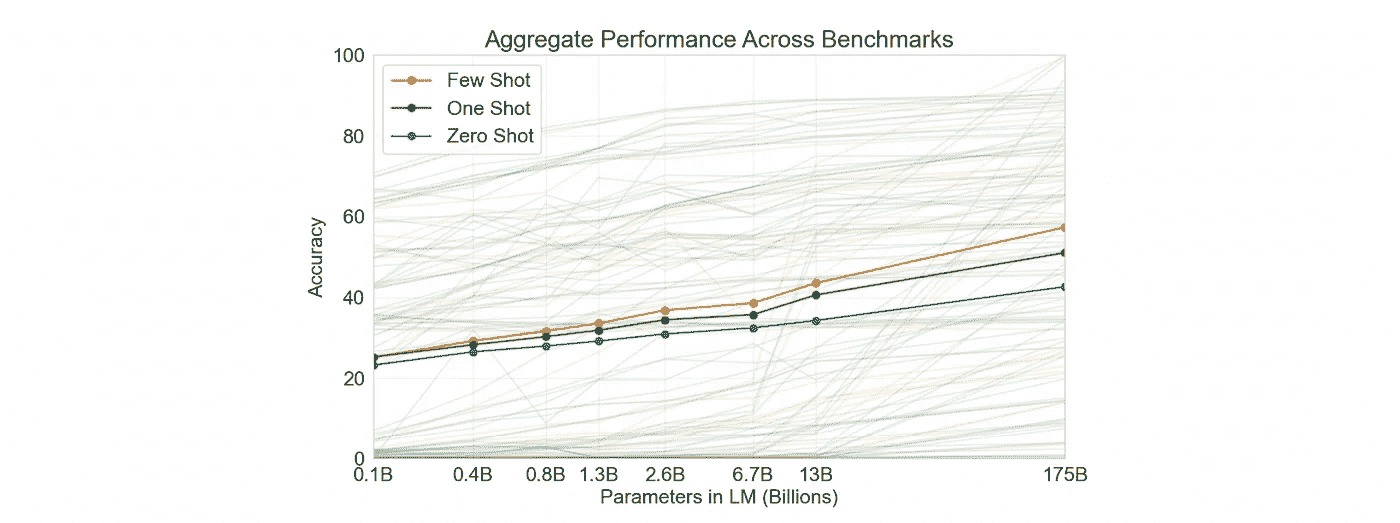 Aggregate Performance Across Benchmarks
100
Few Shot
One Shot
80
Zero Shot
60
Accuracy
40
20
0
0.1B 0.4B 0.8B 1.3B 2.6B 6.7B 13B 175B
Parameters in LM (Billions)